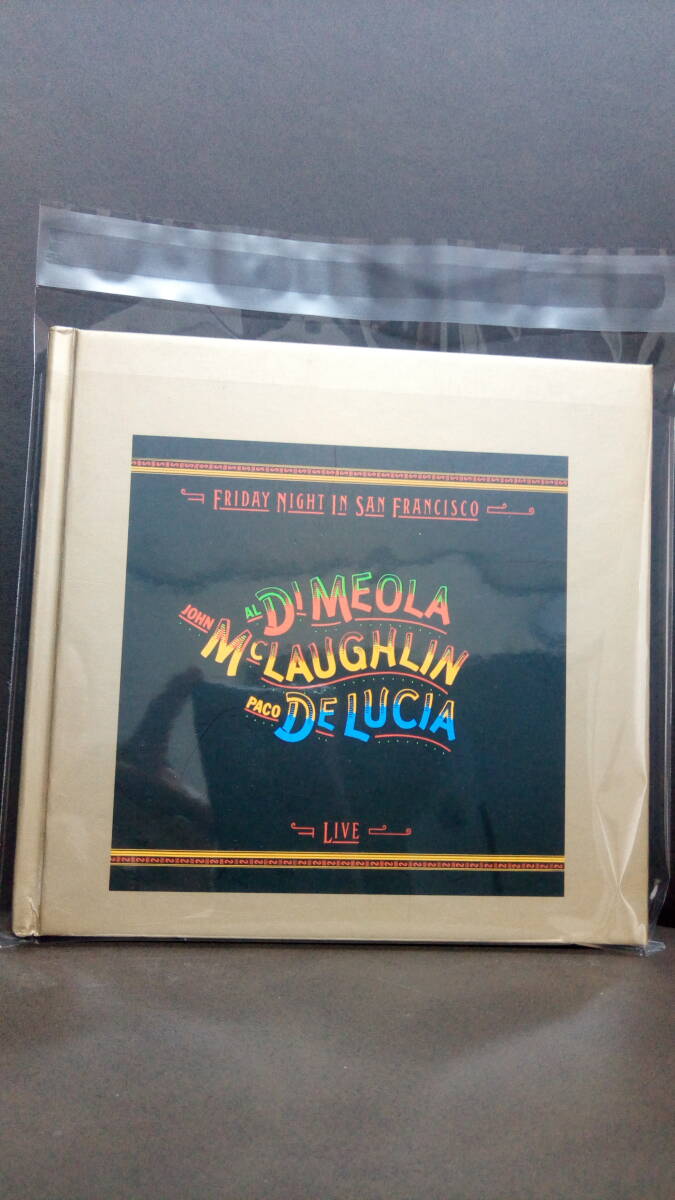 Friday Night In San Francisco
Al Di Meola
John McLaughlin
Paco De Lucia
Live